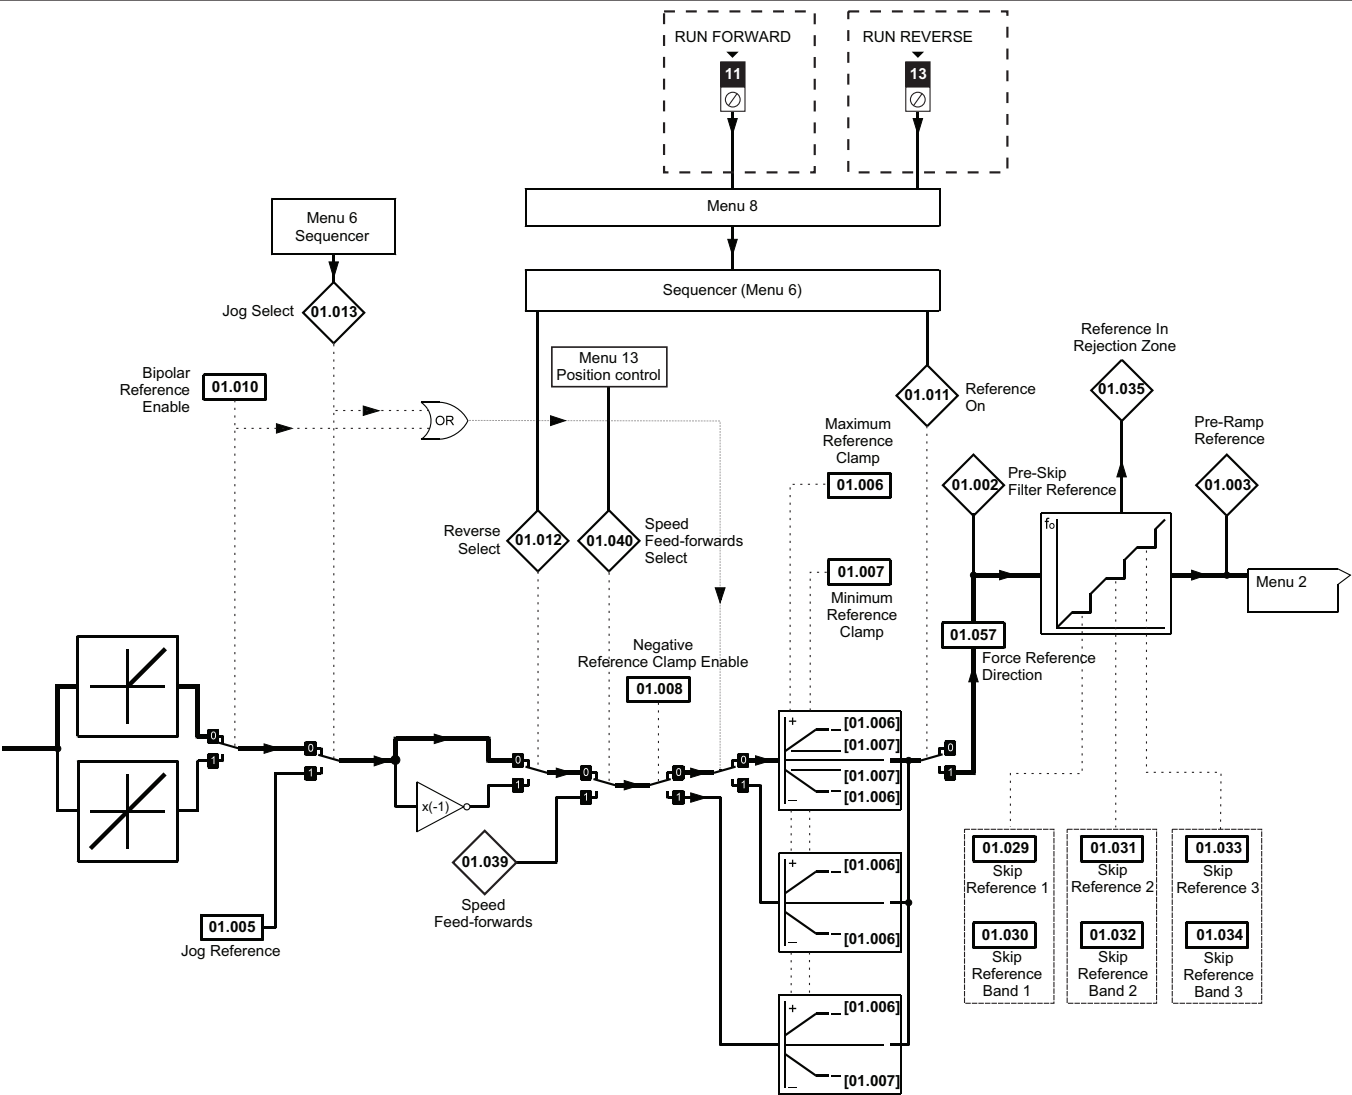 RUN FORWARD
RUN REVERSE
11
13
Menu 8
Menu 6
Sequencer
Sequencer (Menu 6)
Jog Select
01.013
Reference In
Rejection Zone
Menu 13
Position control
Bipolar
Reference
Enable
01.010
01.011
Reference
On
01.035
OR
Maximum
Reference
Clamp
01.006
Pre-Ramp
Reference
01.002
Pre-Skip
Filter Reference
01.003
Reverse
Select
01.012
01.040
Speed
Feed-forwards
Select
fo
01.007
Minimum
Reference
Clamp
Menu 2
01.057
Force Reference
Direction
Negative
Reference Clamp Enable
01.008
0
1
0
1
0
1
0
1
0
1
0
1
0
1
+
[01.006]
[01.007]
[01.007]
[01.006]
–
x(-1)
01.039
Speed
Feed-forwards
+
[01.006]
–
[01.006]
01.005
Jog Reference
+
[01.006]
–
[01.007]
01.029
Skip
Reference 1
01.030
Skip
Reference
Band 1
01.031
Skip
Reference 2
01.032
Skip
Reference
Band 2
01.033
Skip
Reference 3
01.034
Skip
Reference
Band 3